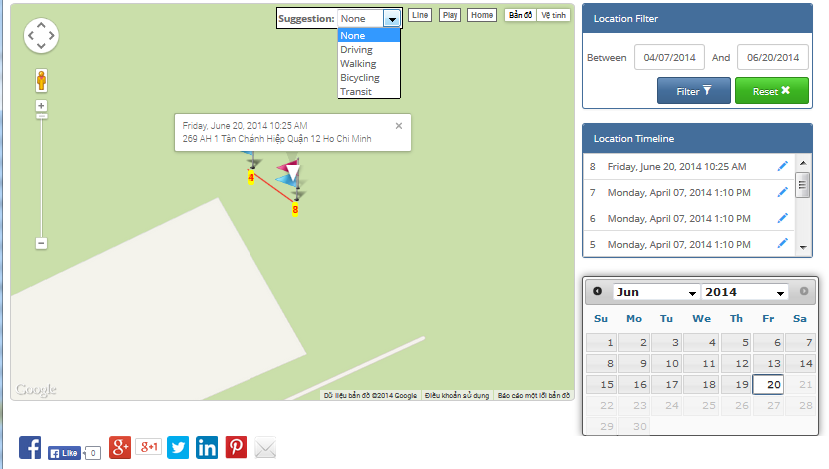 Suggestion: None
Line Play Home Bản đồ Vệ tinh
None
Driving
Walking
Bicycling
Transit
Friday, June 20, 2014 10:25 AM
269 AH 1 Tân Chánh Hiệp Quận 12 Ho Chi Minh
4
8
Google
Dữ liệu bản đồ ©2014 Google Điều khoản sử dụng Báo cáo một lỗi bản đồ
Like 0
g+ g+1
in
Location Filter
Between 04/07/2014 And 06/20/2014
Filter Reset
Location Timeline
8 Friday, June 20, 2014 10:25 AM
7 Monday, April 07, 2014 1:10 PM
6 Monday, April 07, 2014 1:10 PM
5 Monday, April 07, 2014 1:10 PM
Jun 2014
Su Mo Tu We Th Fr Sa
1 2 3 4 5 6 7
8 9 10 11 12 13 14
15 16 17 18 19 20 21
22 23 24 25 26 27 28
29 30